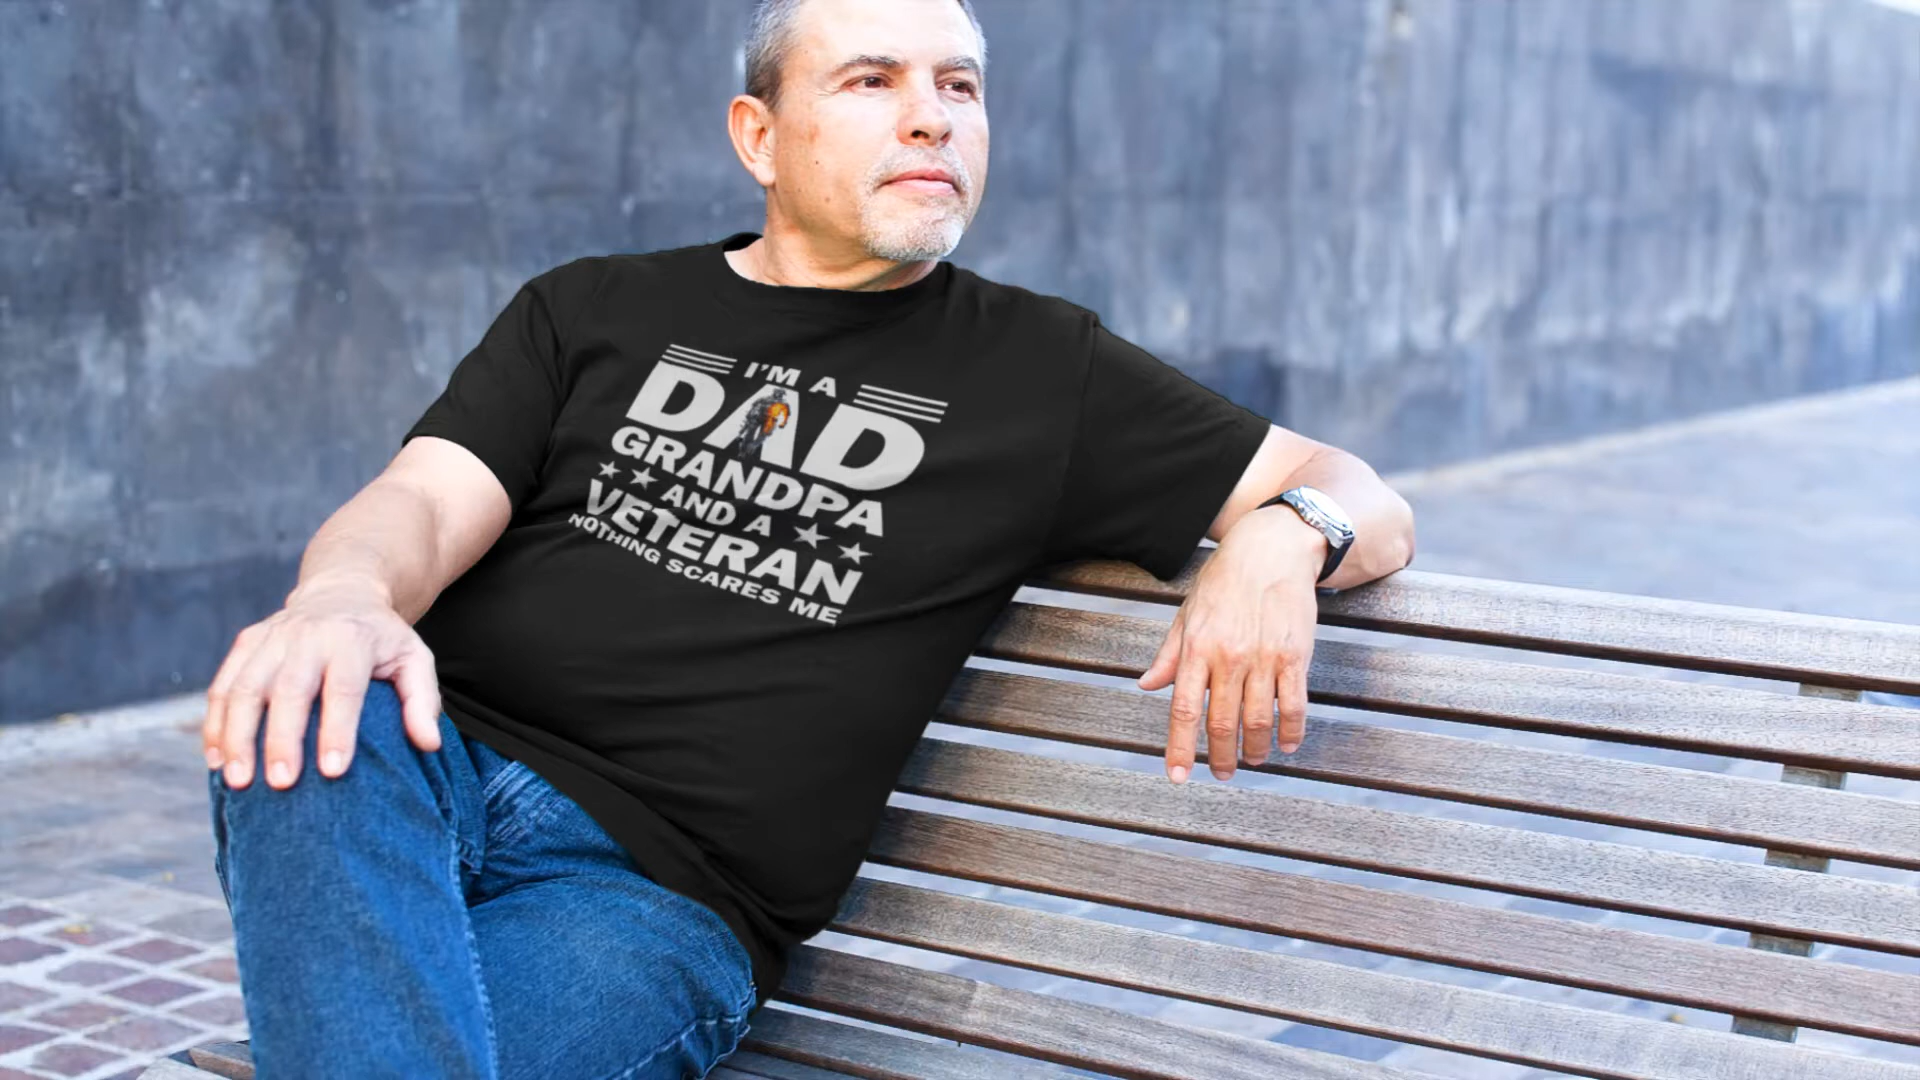 I'M A
DAD
GRANDPA
AND A
VETERAN
NOTHING SCARES ME